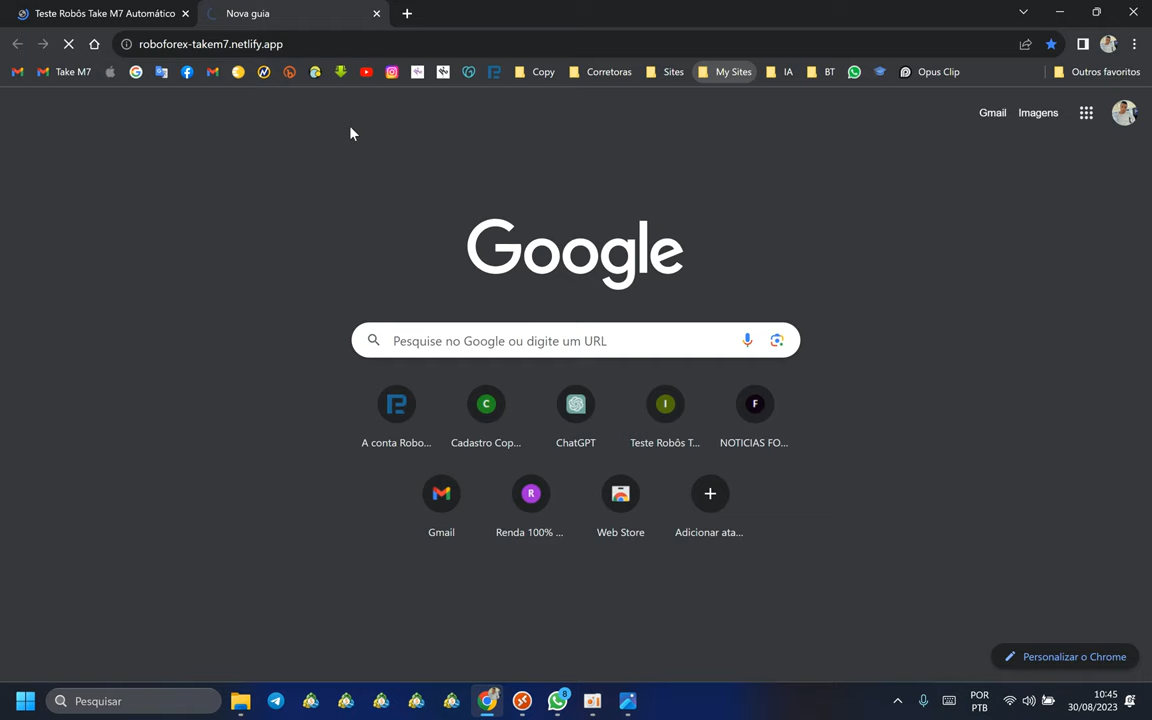 Teste Robôs Take M7 Automático
Nova guia
roboforex-takem7.netlify.app
Take M7
Copy
Corretoras
Sites
My Sites
IA
BT
Opus Clip
Outros favoritos
Gmail
Imagens
Google
Pesquise no Google ou digite um URL
A conta Robo...
C
Cadastro Cop...
ChatGPT
I
Teste Robôs T...
F
NOTICIAS FO...
Gmail
R
Renda 100% ...
Web Store
Adicionar ata...
Personalizar o Chrome
Pesquisar
8
POR
PTB
10:45
30/08/2023